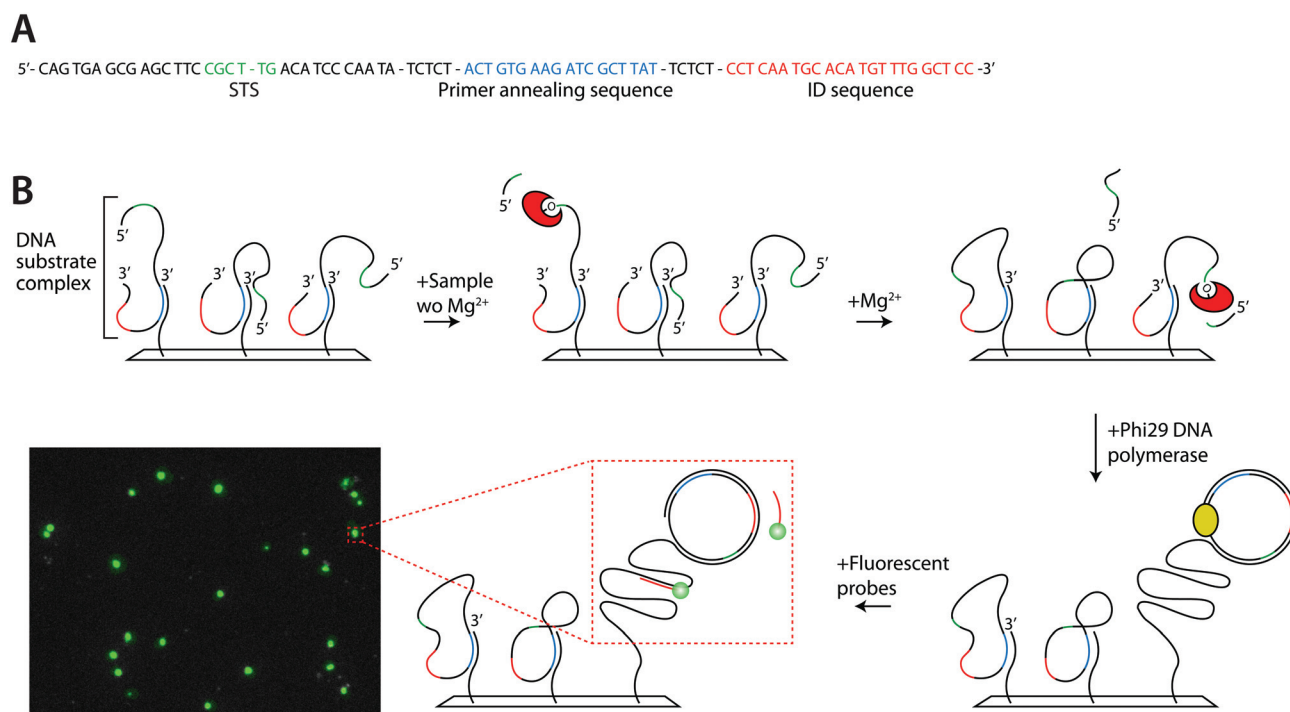 A
5′- CAG TGA GCG AGC TTC CGC T - TG ACA TCC CAA TA - TCTCT - ACT GTG AAG ATC GCT TAT - TCTCT - CCT CAA TGC ACA TGT TTG GCT CC -3′
STS Primer annealing sequence ID sequence
B
DNA
substrate
complex
5′
3′
3′
3′
3′
5′
3′
5′
+Sample
wo Mg²⁺
5′
O
3′
3′
3′
5′
3′
5′
+Mg²⁺
5′
3′
3′
O
5′
+Phi29 DNA
polymerase
3′
+Fluorescent
probes
3′